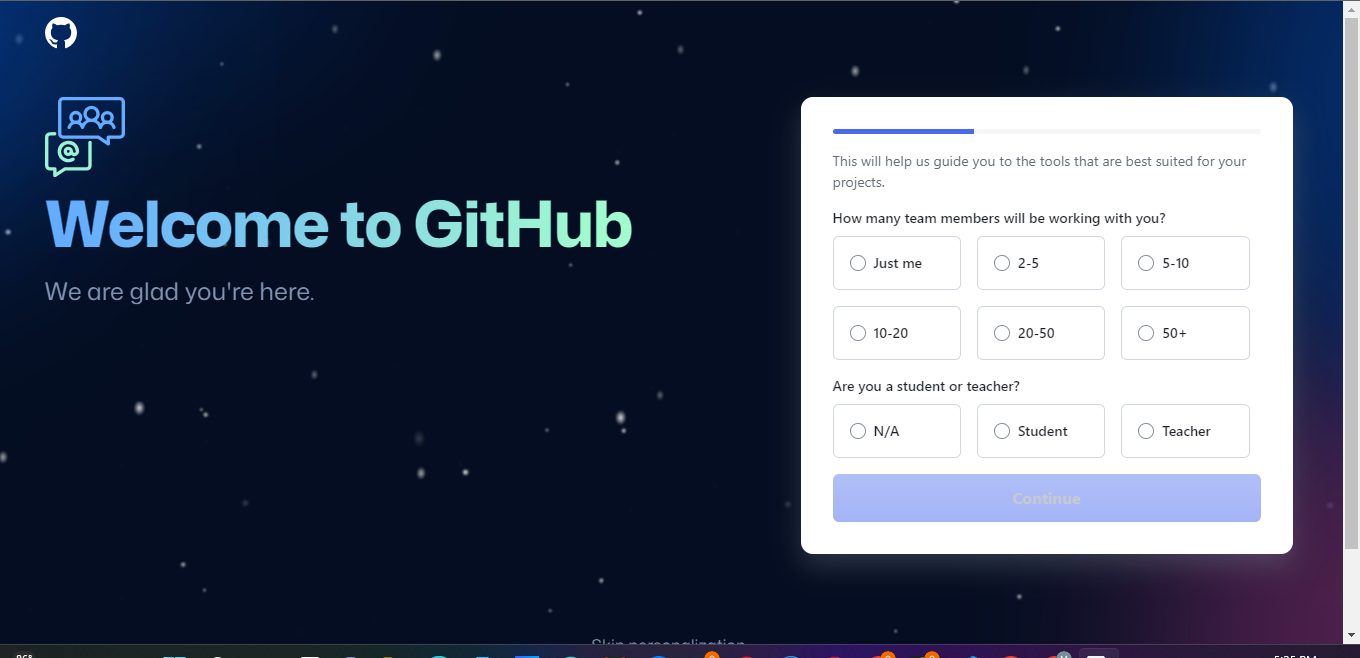 Welcome to GitHub
We are glad you're here.
This will help us guide you to the tools that are best suited for your
projects.
How many team members will be working with you?
Just me
2-5
5-10
10-20
20-50
50+
Are you a student or teacher?
N/A
Student
Teacher
Continue
Skip personalization